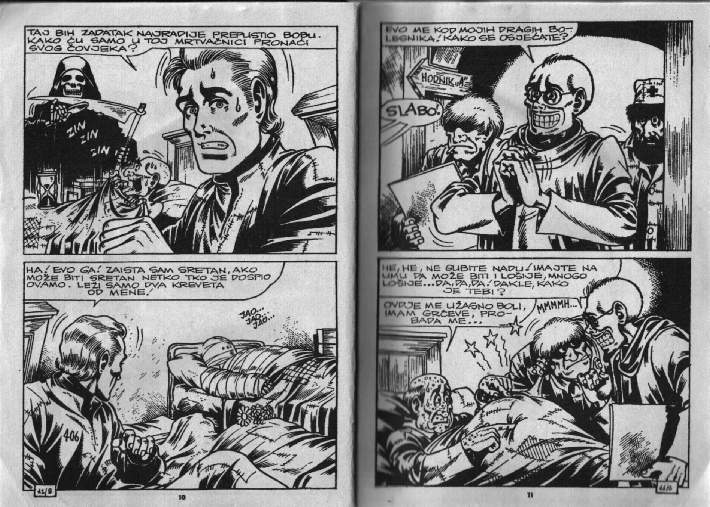 TAJ BIH ZADATAK NAJRADIJE PREPUSTIO BOBU.
KAKO ĆU SAMO U TOJ MRTVAČNICI PRONAĆI
SVOG ČOVJEKA?
ZIN
ZIN
ZIN
HA! EVO GA! ZAISTA SAM SRETAN, AKO
MOŽE BITI SRETAN NETKO TKO JE DOSPIO
OVAMO. LEŽI SAMO DVA KREVETA
OD MENE!
JAO...
JAO...
JAO...
406
11/5
10
EVO ME KOD MOJIH DRAGIH BO-
LESNIKA! KAKO SE OSJEĆATE?
HODNIK "A"
SLABO!
HE, HE, NE GUBITE NADU! IMAJTE NA
UMU DA MOŽE BITI I LOŠIJE, MNOGO
LOŠIJE... DA, DA, DA! DAKLE, KAKO
JE TEBI?
OVDJE ME UŽASNO BOLI,
IMAM GRČEVE, PRO-
BADA ME...
MMMMH...
11
11/6